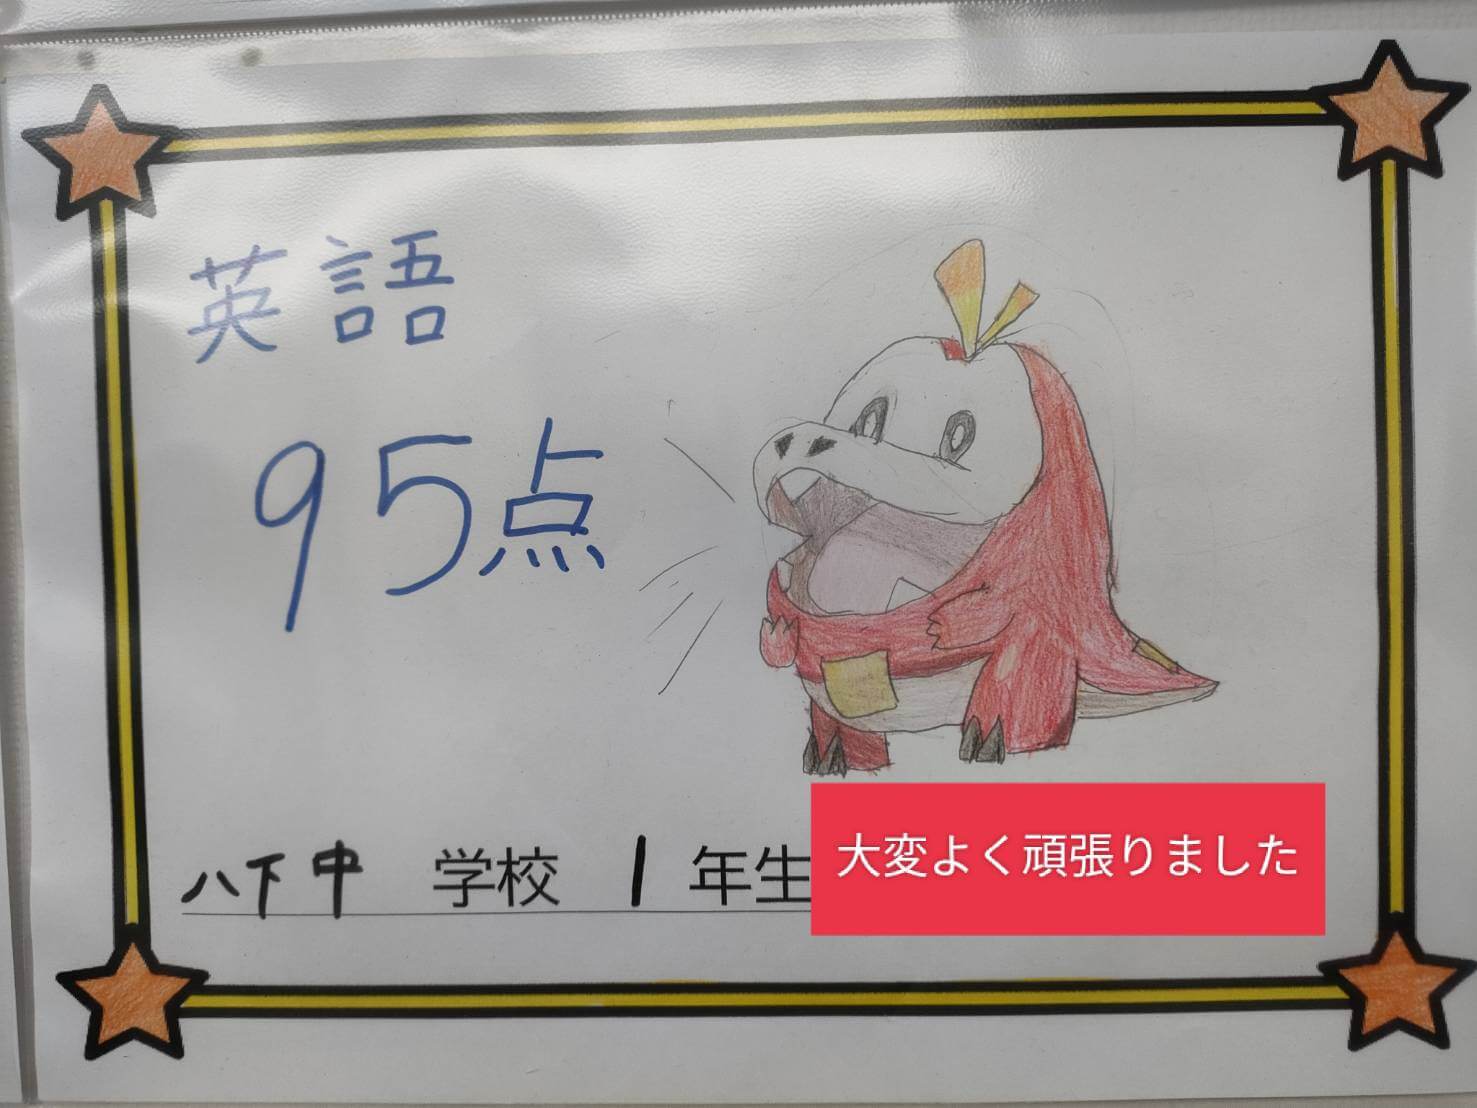 英語
95点
八下中 学校 1 年生
大変よく頑張りました